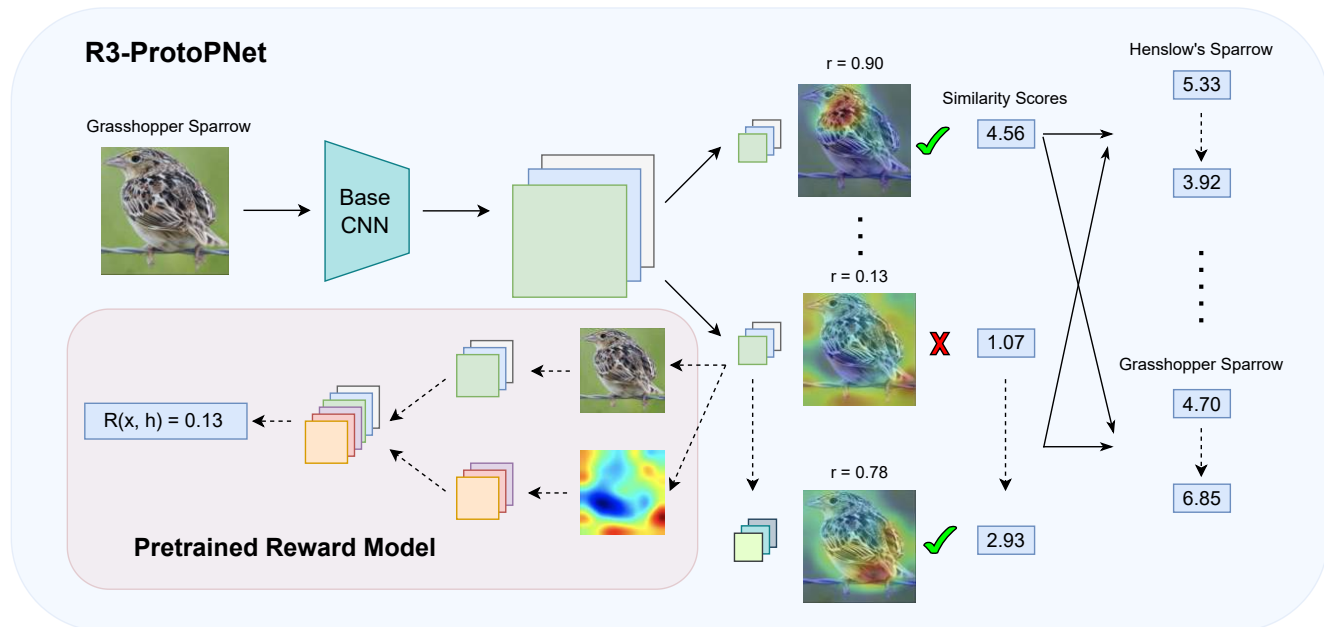 R3-ProtoPNet
Grasshopper Sparrow
Base
CNN
r = 0.90
Similarity Scores
4.56
Henslow's Sparrow
5.33
3.92
r = 0.13
X
1.07
Grasshopper Sparrow
4.70
6.85
r = 0.78
2.93
R(x, h) = 0.13
Pretrained Reward Model